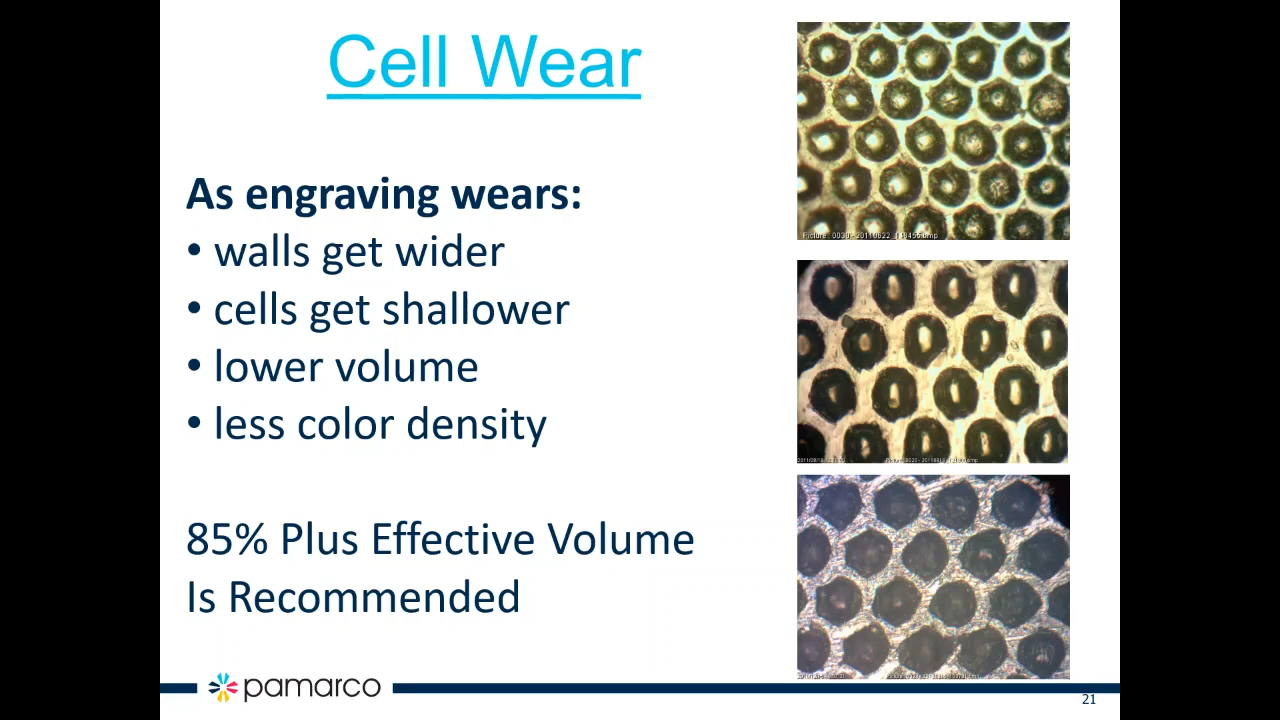 Cell Wear
As engraving wears:
• walls get wider
• cells get shallower
• lower volume
• less color density
85% Plus Effective Volume
Is Recommended
pamarco
21